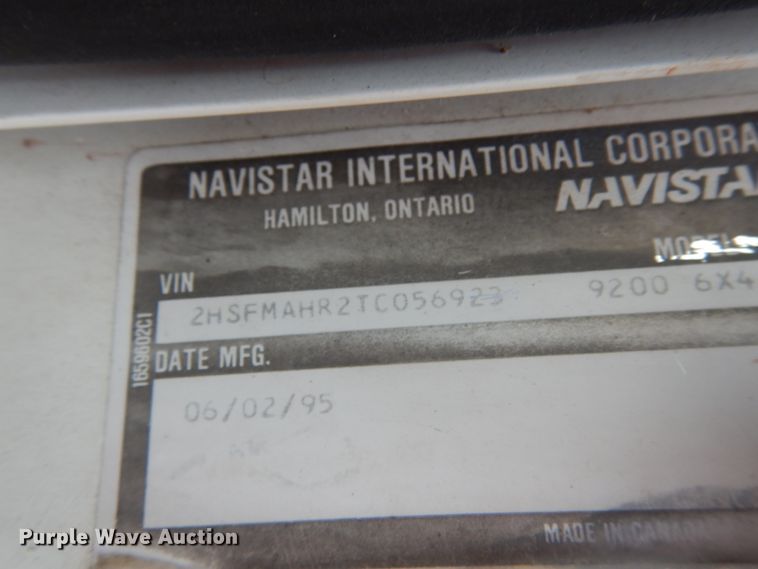 NAVISTAR INTERNATIONAL CORPORA
HAMILTON, ONTARIO
NAVISTA
MODEL
VIN
2HSFMAHR2TC056923
9200 6X4
DATE MFG.
06/02/95
1659602C1
MADE IN CANADA
Purple Wave Auction